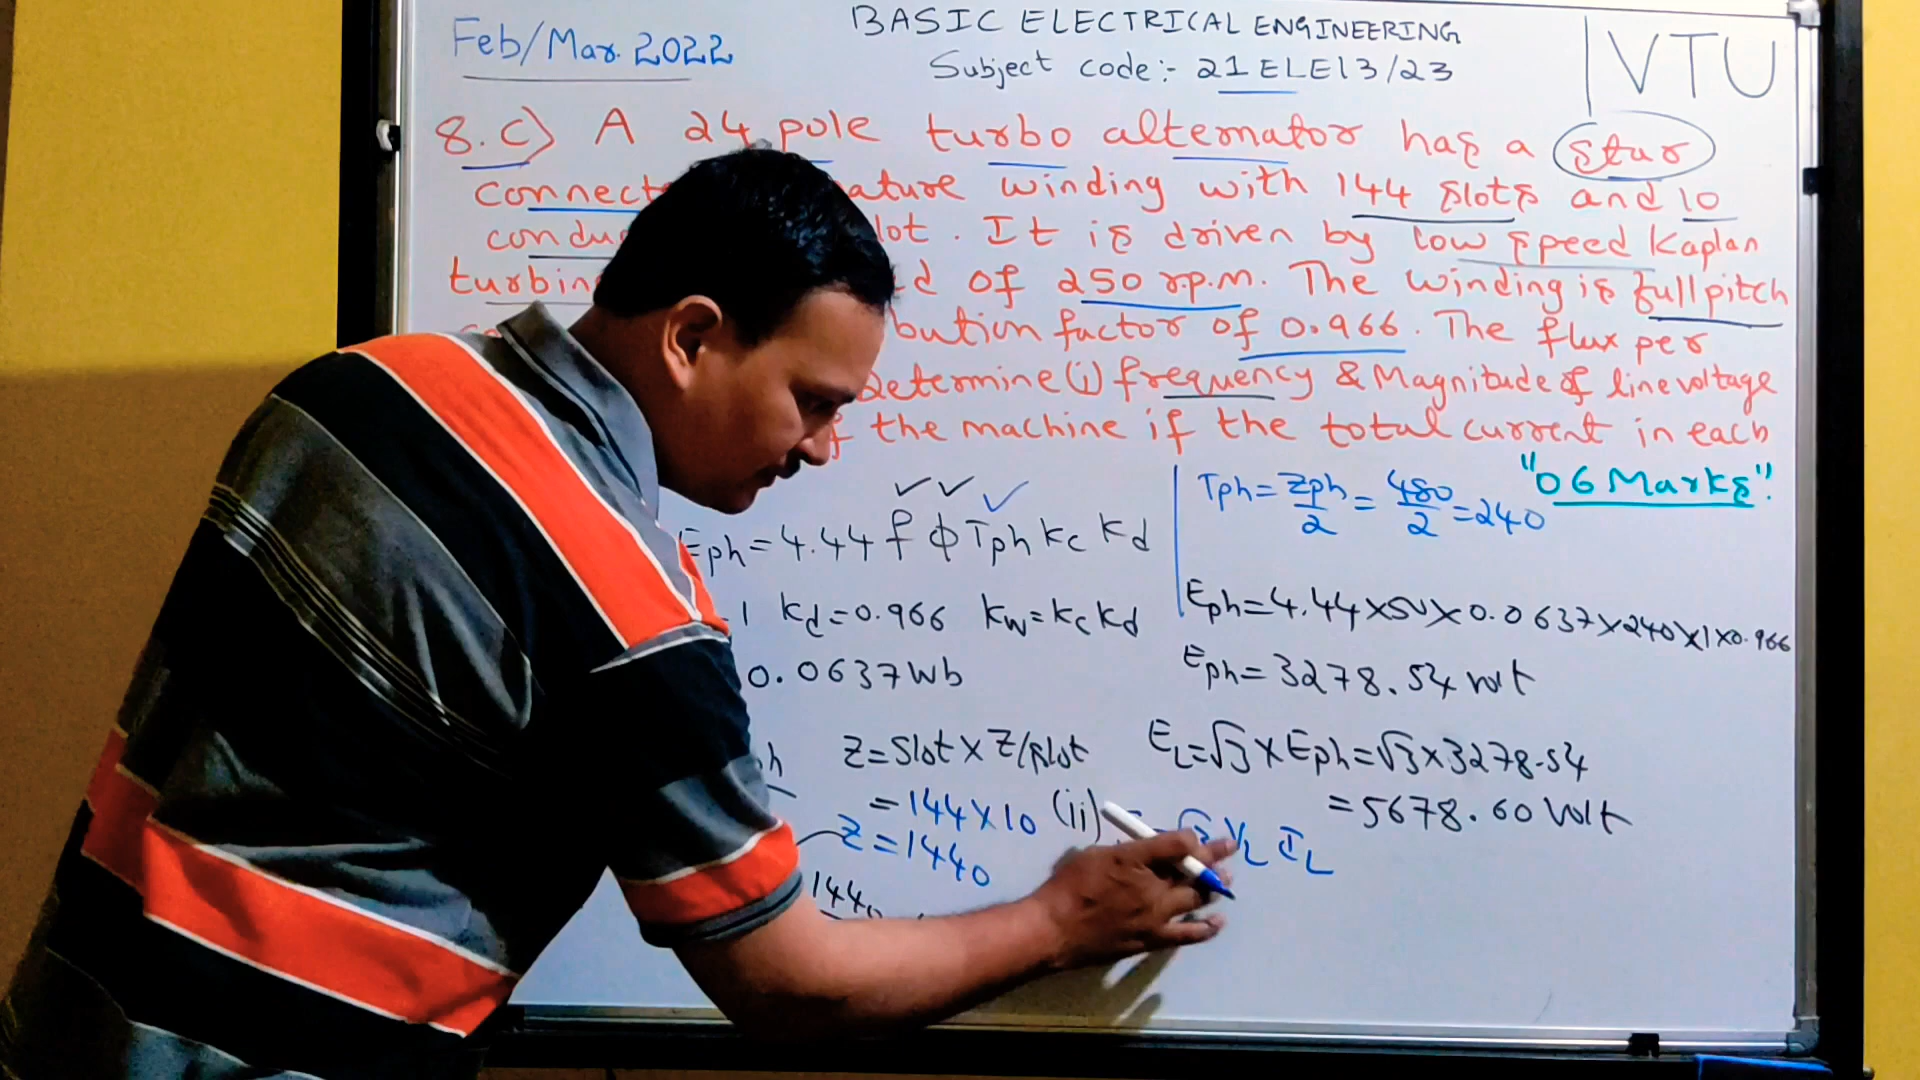 Feb/Mar. 2022
BASIC ELECTRICAL ENGINEERING
Subject code:- 21ELE13/23
VTU
8.c) A 24 pole turbo alternator has a star
connect ature winding with 144 slots and 10
condu lot. It is driven by low speed Kaplan
turbin d of 250 r.p.m. The winding is full pitch
bution factor of 0.966. The flux per
Determine (i) frequency & Magnitude of line voltage
f the machine if the total current in each
"06 Marks".
Eph=4.44 f ϕ Tph Kc Kd
1 Kd=0.966 Kw=Kc Kd
0.0637Wb
Z=Slot×Z/slot
=144×10
Z=1440
1440
Tph=Zph/2=480/2=240
Eph=4.44×50×0.0637×240×1×0.966
Eph=3278.54 volt
EL=√3×Eph=√3×3278.54
=5678.60 Volt
(ii) √3 VL IL